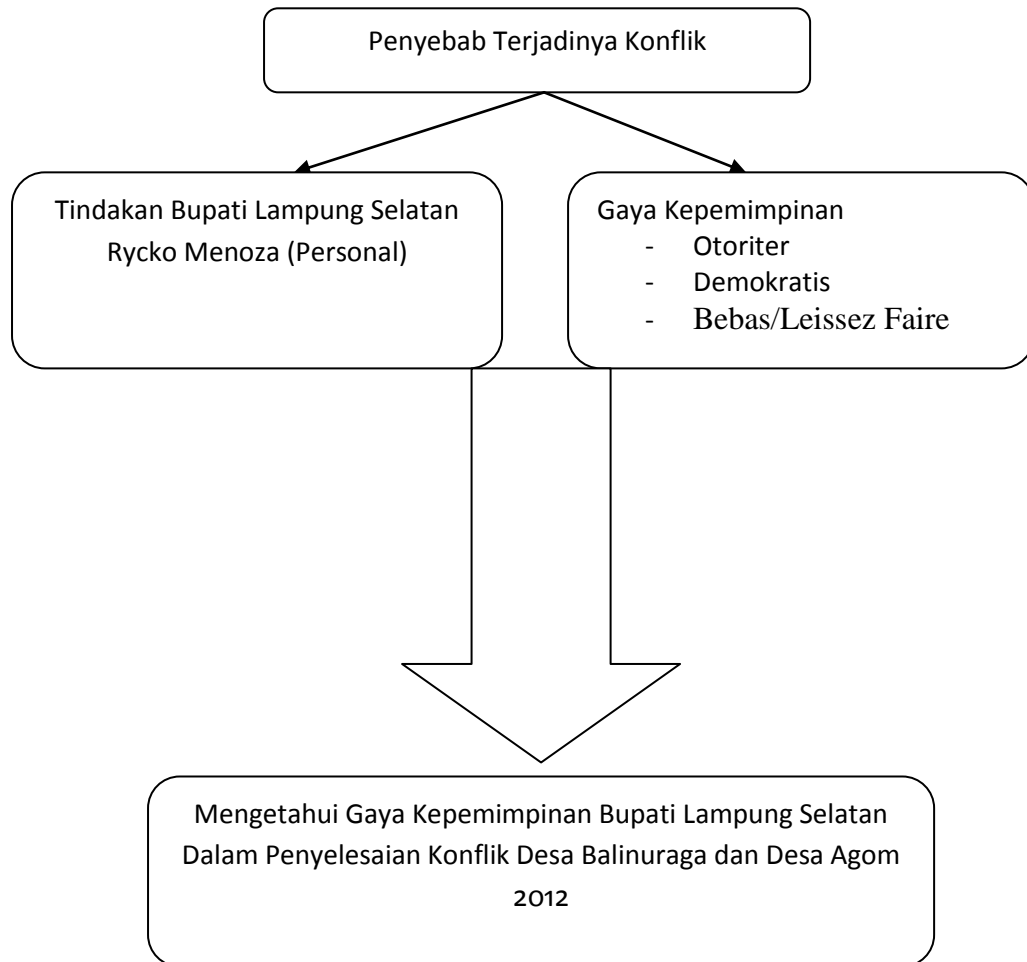 Penyebab Terjadinya Konflik
Tindakan Bupati Lampung Selatan
Rycko Menoza (Personal)
Gaya Kepemimpinan
- Otoriter
- Demokratis
- Bebas/Leissez Faire
Mengetahui Gaya Kepemimpinan Bupati Lampung Selatan
Dalam Penyelesaian Konflik Desa Balinuraga dan Desa Agom
2012